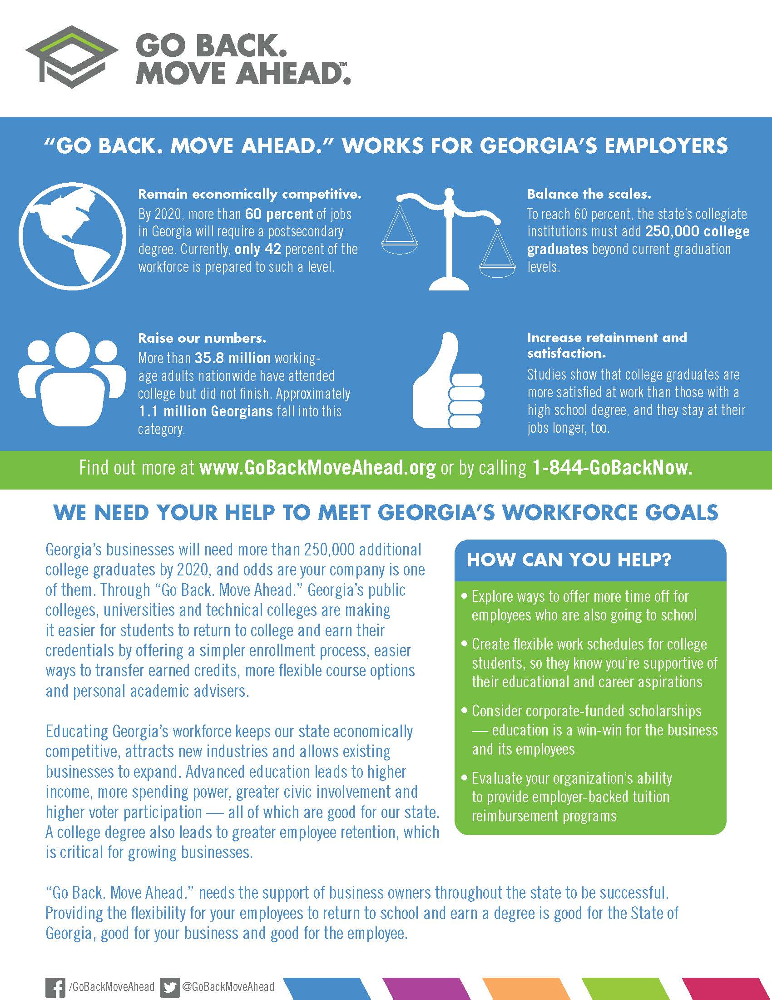 GO BACK.
MOVE AHEAD.™
“GO BACK. MOVE AHEAD.” WORKS FOR GEORGIA’S EMPLOYERS
Remain economically competitive.
By 2020, more than 60 percent of jobs
in Georgia will require a postsecondary
degree. Currently, only 42 percent of the
workforce is prepared to such a level.
Balance the scales.
To reach 60 percent, the state’s collegiate
institutions must add 250,000 college
graduates beyond current graduation
levels.
Raise our numbers.
More than 35.8 million working-
age adults nationwide have attended
college but did not finish. Approximately
1.1 million Georgians fall into this
category.
Increase retainment and
satisfaction.
Studies show that college graduates are
more satisfied at work than those with a
high school degree, and they stay at their
jobs longer, too.
Find out more at www.GoBackMoveAhead.org or by calling 1-844-GoBackNow.
WE NEED YOUR HELP TO MEET GEORGIA’S WORKFORCE GOALS
Georgia’s businesses will need more than 250,000 additional
college graduates by 2020, and odds are your company is one
of them. Through “Go Back. Move Ahead.” Georgia’s public
colleges, universities and technical colleges are making
it easier for students to return to college and earn their
credentials by offering a simpler enrollment process, easier
ways to transfer earned credits, more flexible course options
and personal academic advisers.
Educating Georgia’s workforce keeps our state economically
competitive, attracts new industries and allows existing
businesses to expand. Advanced education leads to higher
income, more spending power, greater civic involvement and
higher voter participation — all of which are good for our state.
A college degree also leads to greater employee retention, which
is critical for growing businesses.
HOW CAN YOU HELP?
• Explore ways to offer more time off for
employees who are also going to school
• Create flexible work schedules for college
students, so they know you’re supportive of
their educational and career aspirations
• Consider corporate-funded scholarships
— education is a win-win for the business
and its employees
• Evaluate your organization’s ability
to provide employer-backed tuition
reimbursement programs
“Go Back. Move Ahead.” needs the support of business owners throughout the state to be successful.
Providing the flexibility for your employees to return to school and earn a degree is good for the State of
Georgia, good for your business and good for the employee.
/GoBackMoveAhead @GoBackMoveAhead